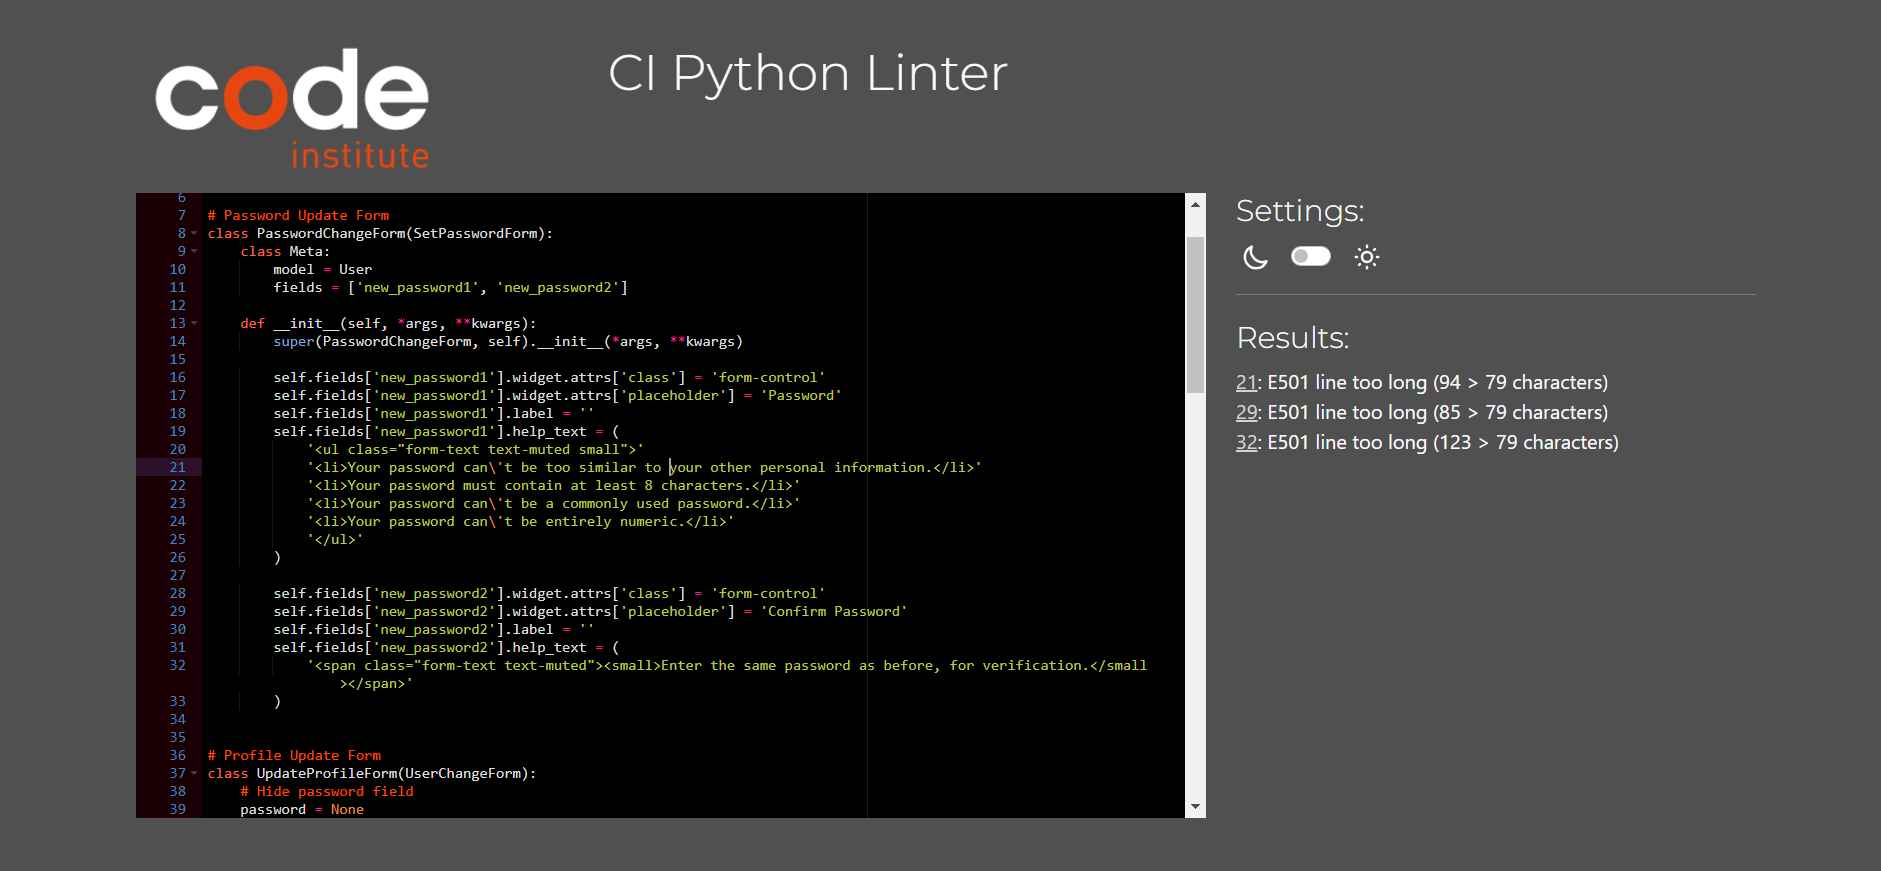 code
institute
CI Python Linter
6
7 # Password Update Form
8 class PasswordChangeForm(SetPasswordForm):
9     class Meta:
10         model = User
11         fields = ['new_password1', 'new_password2']
12
13     def __init__(self, *args, **kwargs):
14         super(PasswordChangeForm, self).__init__(*args, **kwargs)
15
16         self.fields['new_password1'].widget.attrs['class'] = 'form-control'
17         self.fields['new_password1'].widget.attrs['placeholder'] = 'Password'
18         self.fields['new_password1'].label = ''
19         self.fields['new_password1'].help_text = (
20             '<ul class="form-text text-muted small">'
21             '<li>Your password can\'t be too similar to your other personal information.</li>'
22             '<li>Your password must contain at least 8 characters.</li>'
23             '<li>Your password can\'t be a commonly used password.</li>'
24             '<li>Your password can\'t be entirely numeric.</li>'
25             '</ul>'
26         )
27
28         self.fields['new_password2'].widget.attrs['class'] = 'form-control'
29         self.fields['new_password2'].widget.attrs['placeholder'] = 'Confirm Password'
30         self.fields['new_password2'].label = ''
31         self.fields['new_password2'].help_text = (
32             '<span class="form-text text-muted"><small>Enter the same password as before, for verification.</small
></span>'
33         )
34
35
36 # Profile Update Form
37 class UpdateProfileForm(UserChangeForm):
38     # Hide password field
39     password = None
Settings:
Results:
21: E501 line too long (94 > 79 characters)
29: E501 line too long (85 > 79 characters)
32: E501 line too long (123 > 79 characters)